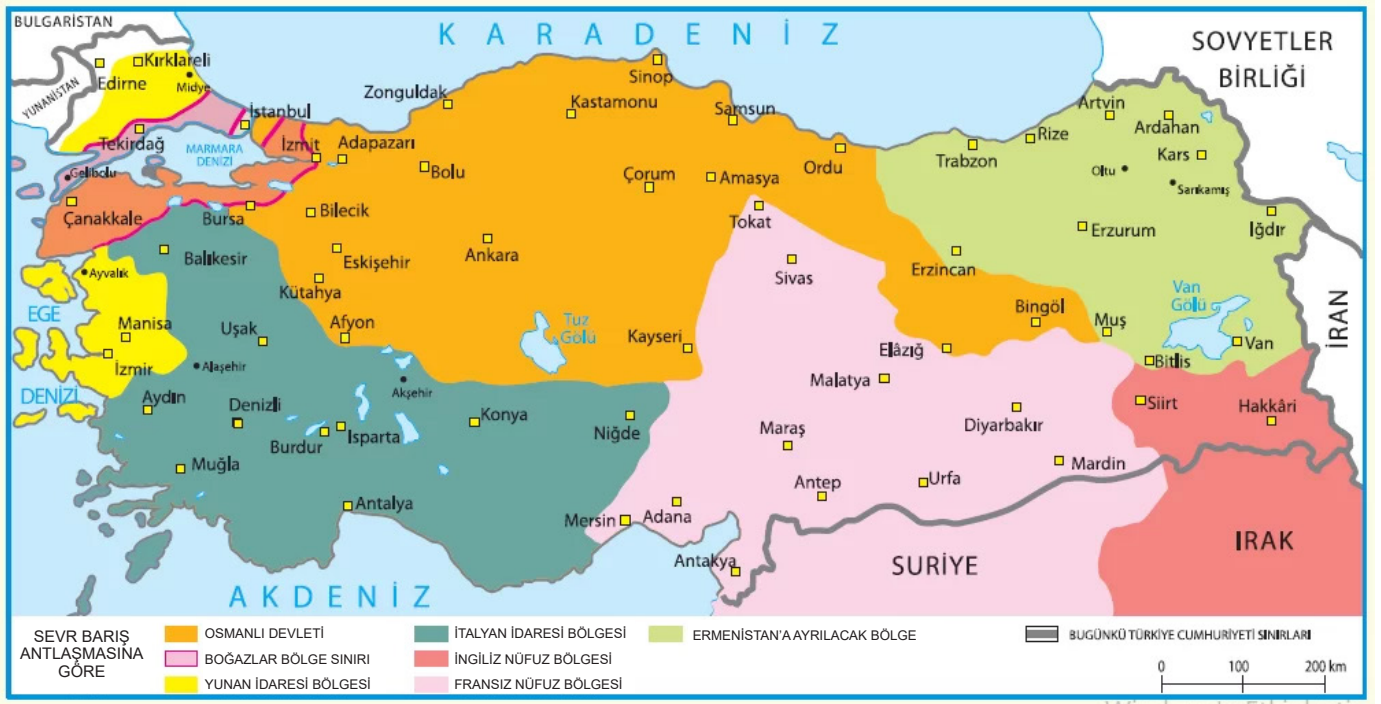 BULGARİSTAN
KARADENİZ
SOVYETLER
BİRLİĞİ
YUNANİSTAN
Kırklareli
Edirne
Midye
İstanbul
Zonguldak
Sinop
Kastamonu
Samsun
Artvin
Ardahan
Rize
Trabzon
Kars
Oltu
Sarıkamış
Tekirdağ
MARMARA
DENİZİ
İzmit
Adapazarı
Bolu
Çorum
Amasya
Ordu
Gelibolu
Çanakkale
Bursa
Bilecik
Tokat
Erzurum
Iğdır
Balıkesir
Eskişehir
Ankara
Sivas
Erzincan
Ayvalık
Kütahya
Bingöl
Van
Gölü
İRAN
EGE
DENİZİ
Manisa
Uşak
Afyon
Tuz
Gölü
Kayseri
Elâzığ
Muş
Van
Bitlis
İzmir
Alaşehir
Akşehir
Malatya
Aydın
Denizli
Burdur
Isparta
Konya
Niğde
Maraş
Diyarbakır
Siirt
Hakkâri
Muğla
Antalya
Mersin
Adana
Antep
Urfa
Mardin
Antakya
SURİYE
IRAK
AKDENİZ
SEVR BARIŞ
ANTLAŞMASINA
GÖRE
OSMANLI DEVLETİ
BOĞAZLAR BÖLGE SINIRI
YUNAN İDARESİ BÖLGESİ
İTALYAN İDARESİ BÖLGESİ
İNGİLİZ NÜFUZ BÖLGESİ
FRANSIZ NÜFUZ BÖLGESİ
ERMENİSTAN'A AYRILACAK BÖLGE
BUGÜNKÜ TÜRKİYE CUMHURİYETİ SINIRLARI
0 100 200 km